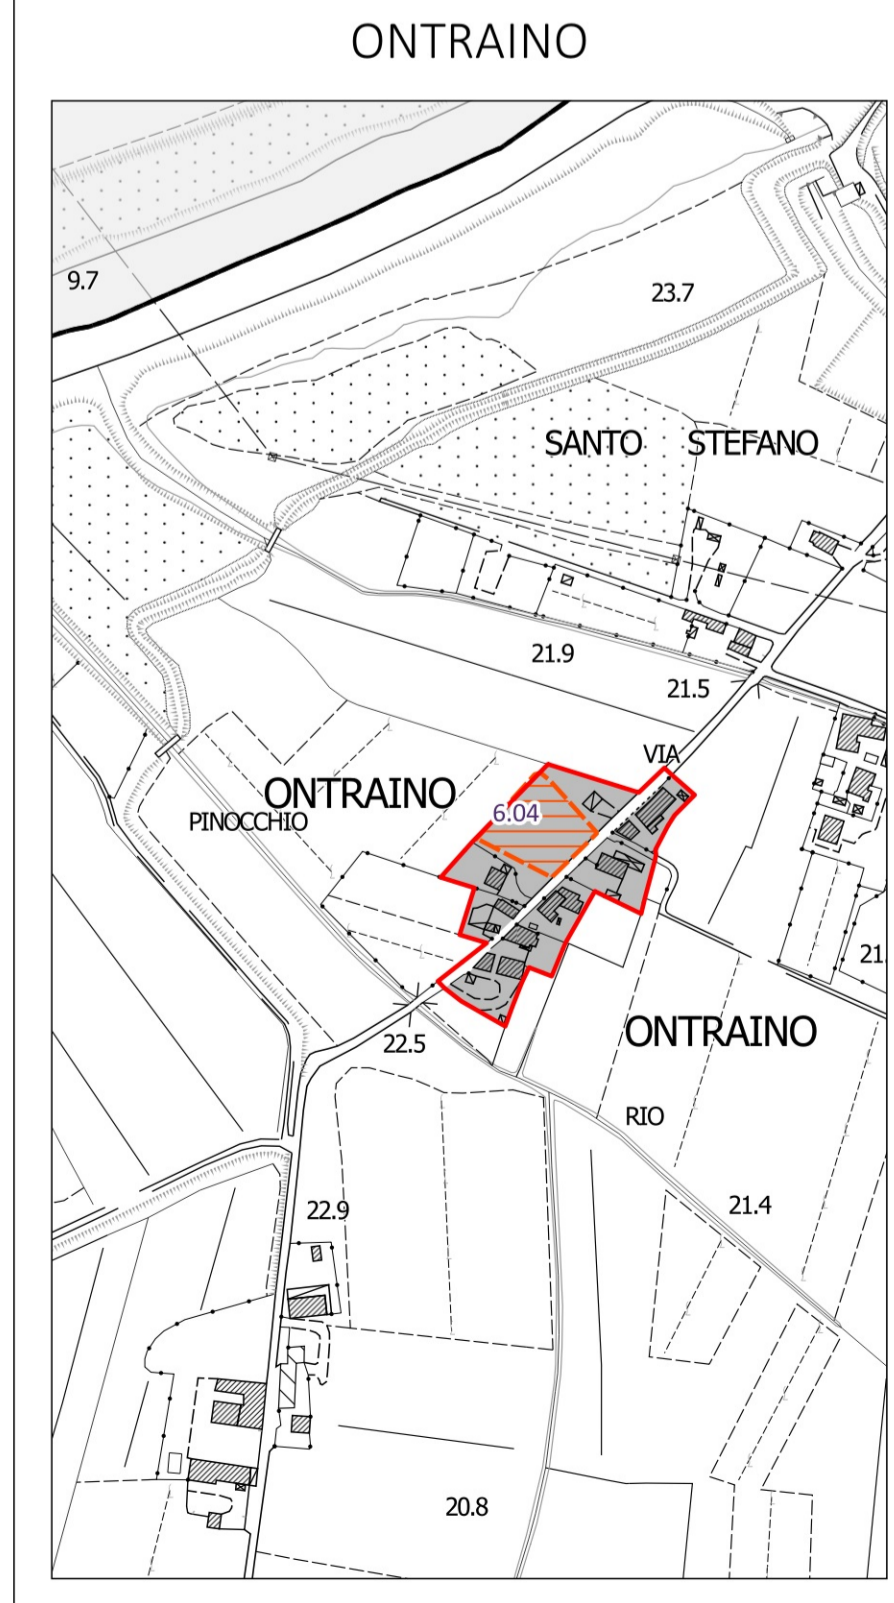 ONTRAINO
9.7
23.7
SANTO STEFANO
21.9
21.5
VIA
ONTRAINO
6.04
PINOCCHIO
21.
22.5
ONTRAINO
RIO
21.4
22.9
20.8